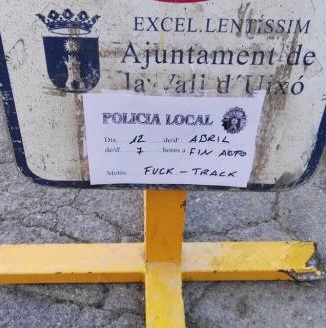 EXCEL.LENTÍSSIM
Ajuntament de
la Vall d'Uixó
POLICIA LOCAL
Dia 12 de/d' ABRIL
de/d' 7 hores a FIN ACTO
Motiu FUCK - TRACK